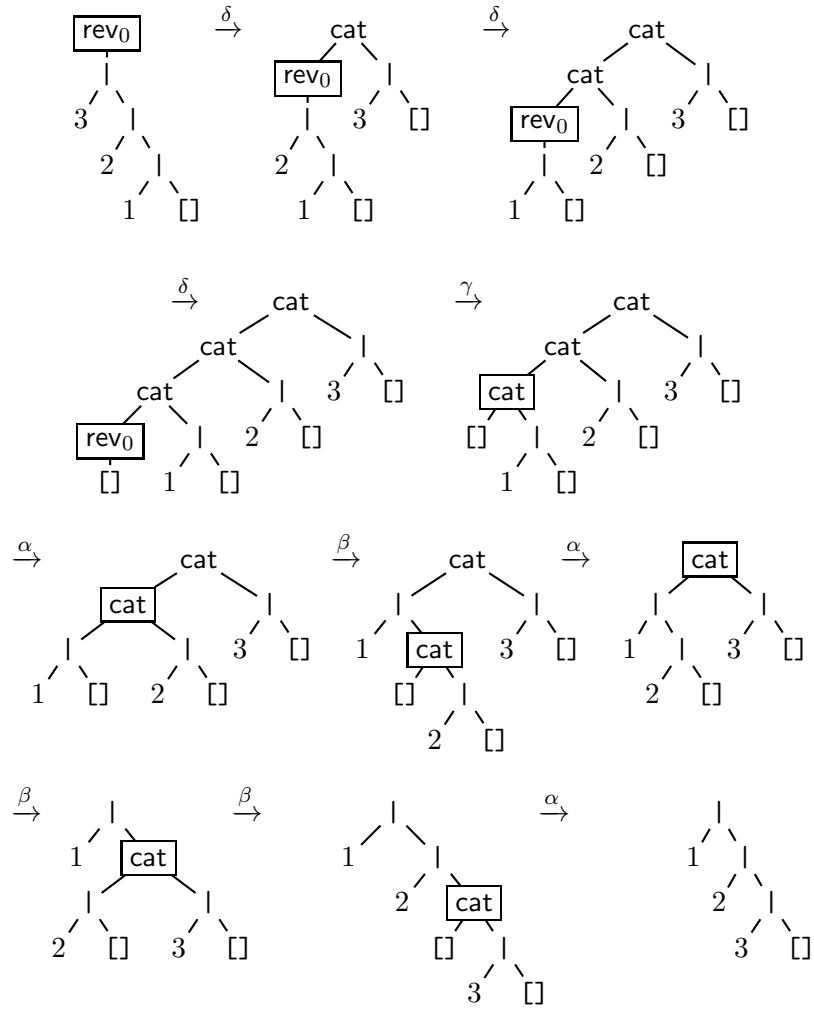 rev₀ →δ cat →δ cat
| rev₀ | cat |
3 | | 3 [] rev₀ | 3 []
2 | 2 | | 2 []
1 [] 1 [] 1 []
→δ cat →γ cat
cat | cat |
cat | 3 [] cat | 3 []
rev₀ | 2 [] [] | 2 []
[] 1 [] 1 []
→α cat →β cat →α cat
cat | | | | |
| | 3 [] 1 cat 3 [] 1 | 3 []
1 [] 2 [] [] | 2 []
2 []
→β | →β | →α |
1 cat 1 | 1 |
| | 2 cat 2 |
2 [] 3 [] [] | 3 []
3 []